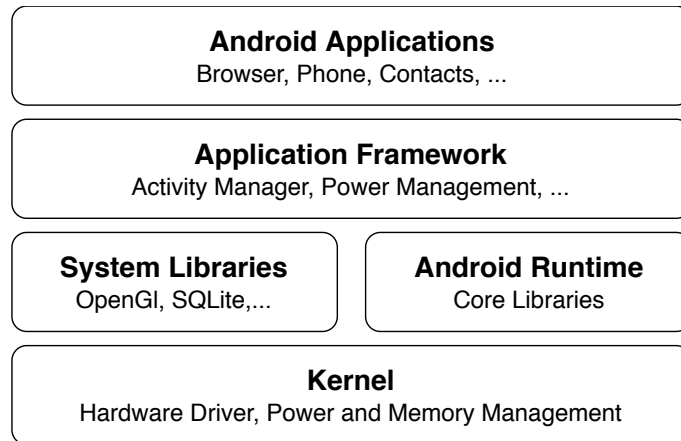 Android Applications
Browser, Phone, Contacts, ...
Application Framework
Activity Manager, Power Management, ...
System Libraries
OpenGl, SQLite,...
Android Runtime
Core Libraries
Kernel
Hardware Driver, Power and Memory Management